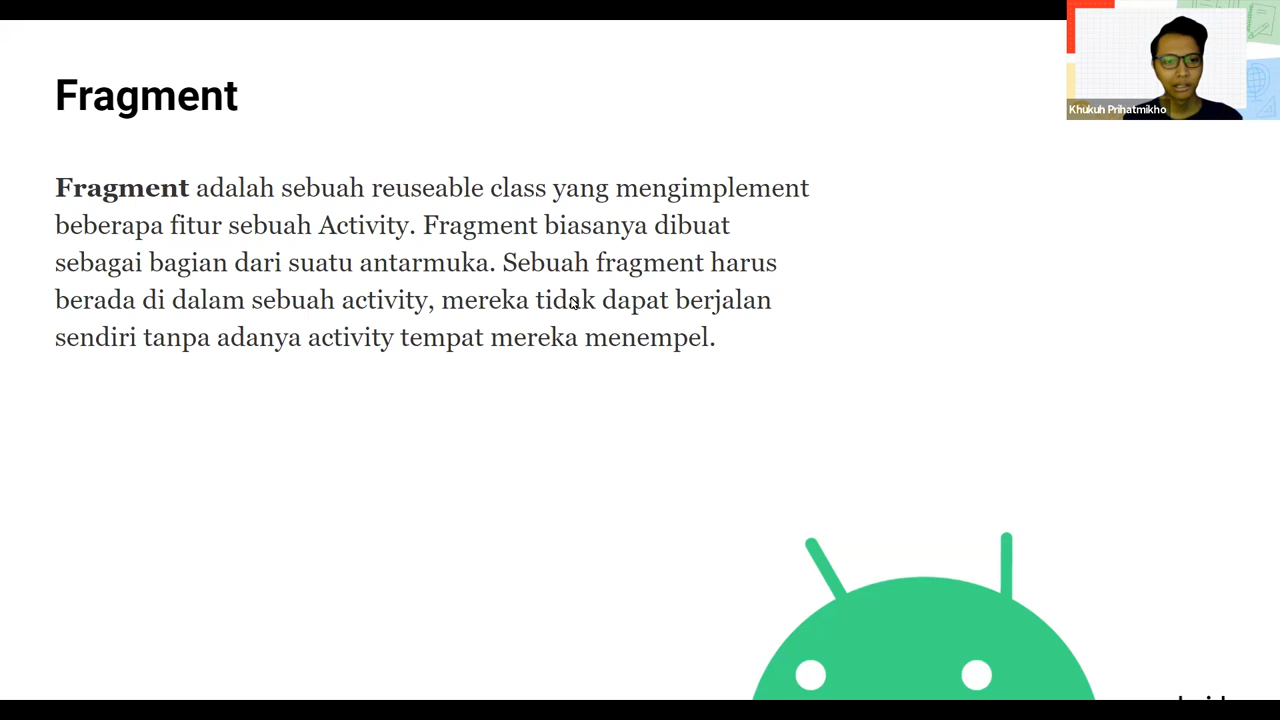 Fragment
Khukuh Prihatmikho
Fragment adalah sebuah reuseable class yang mengimplement
beberapa fitur sebuah Activity. Fragment biasanya dibuat
sebagai bagian dari suatu antarmuka. Sebuah fragment harus
berada di dalam sebuah activity, mereka tidak dapat berjalan
sendiri tanpa adanya activity tempat mereka menempel.